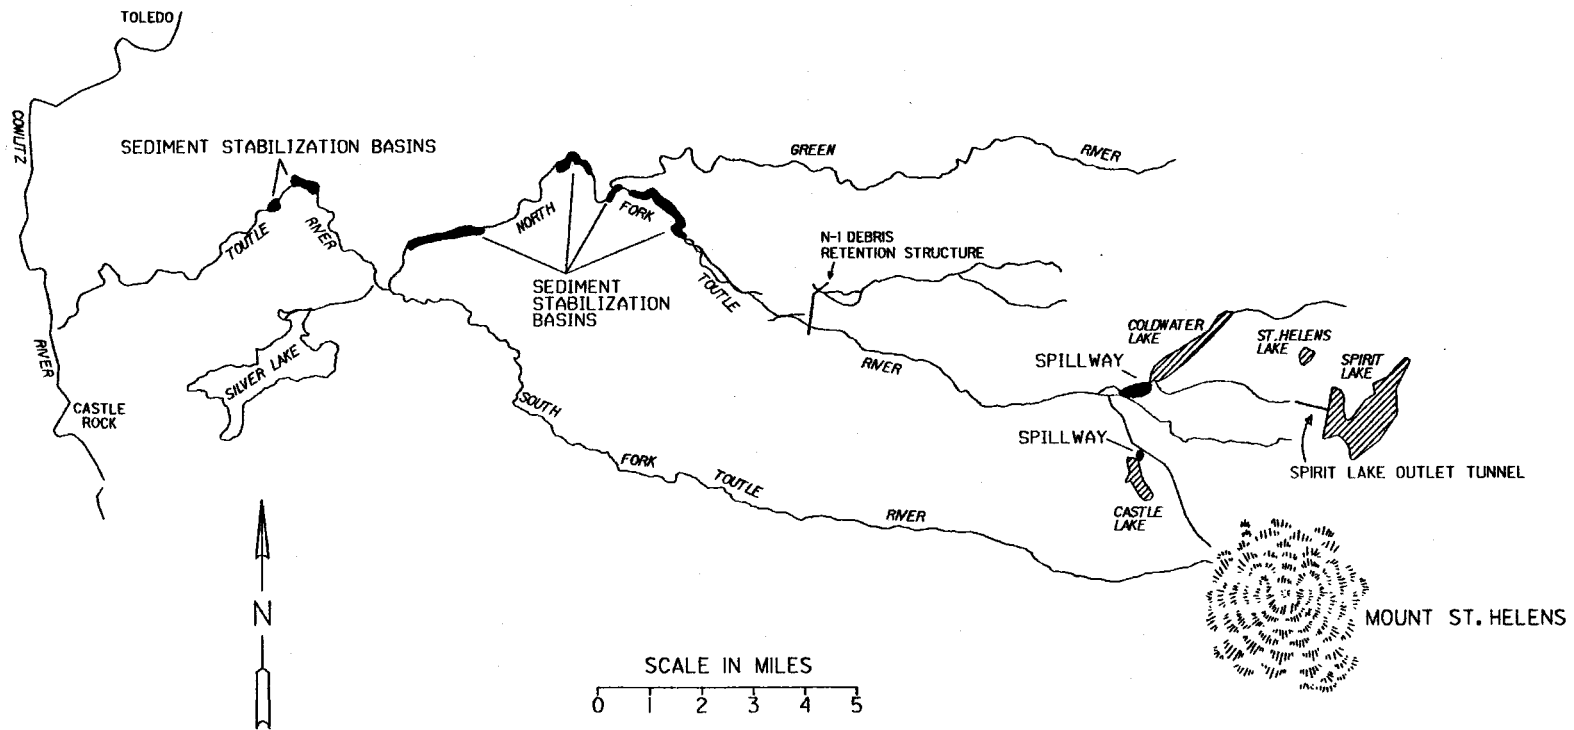 TOLEDO
COWLITZ
SEDIMENT STABILIZATION BASINS
GREEN
RIVER
NORTH
FORK
TOUTLE
RIVER
N-1 DEBRIS
RETENTION STRUCTURE
SEDIMENT
STABILIZATION
BASINS
TOUTLE
COLDWATER
LAKE
ST. HELENS
LAKE
SPIRIT
LAKE
RIVER
SILVER LAKE
RIVER
SPILLWAY
CASTLE
ROCK
SOUTH
SPILLWAY
FORK
TOUTLE
SPIRIT LAKE OUTLET TUNNEL
RIVER
CASTLE
LAKE
N
MOUNT ST. HELENS
SCALE IN MILES
0 1 2 3 4 5